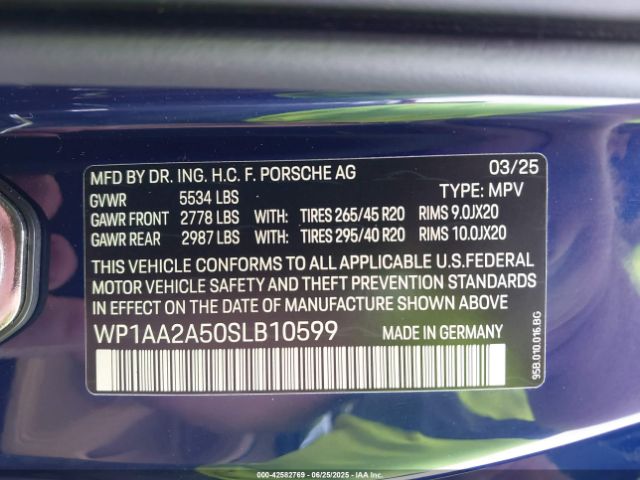 MFD BY DR. ING. H.C. F. PORSCHE AG 03/25
GVWR 5534 LBS TYPE: MPV
GAWR FRONT 2778 LBS WITH: TIRES 265/45 R20 RIMS 9.0JX20
GAWR REAR 2987 LBS WITH: TIRES 295/40 R20 RIMS 10.0JX20
THIS VEHICLE CONFORMS TO ALL APPLICABLE U.S.FEDERAL
MOTOR VEHICLE SAFETY AND THEFT PREVENTION STANDARDS
IN EFFECT ON THE DATE OF MANUFACTURE SHOWN ABOVE
WP1AA2A50SLB10599 MADE IN GERMANY
95B.010.016.BG
Stock #: 42582769 - 06/25/2025 - IAA Inc.